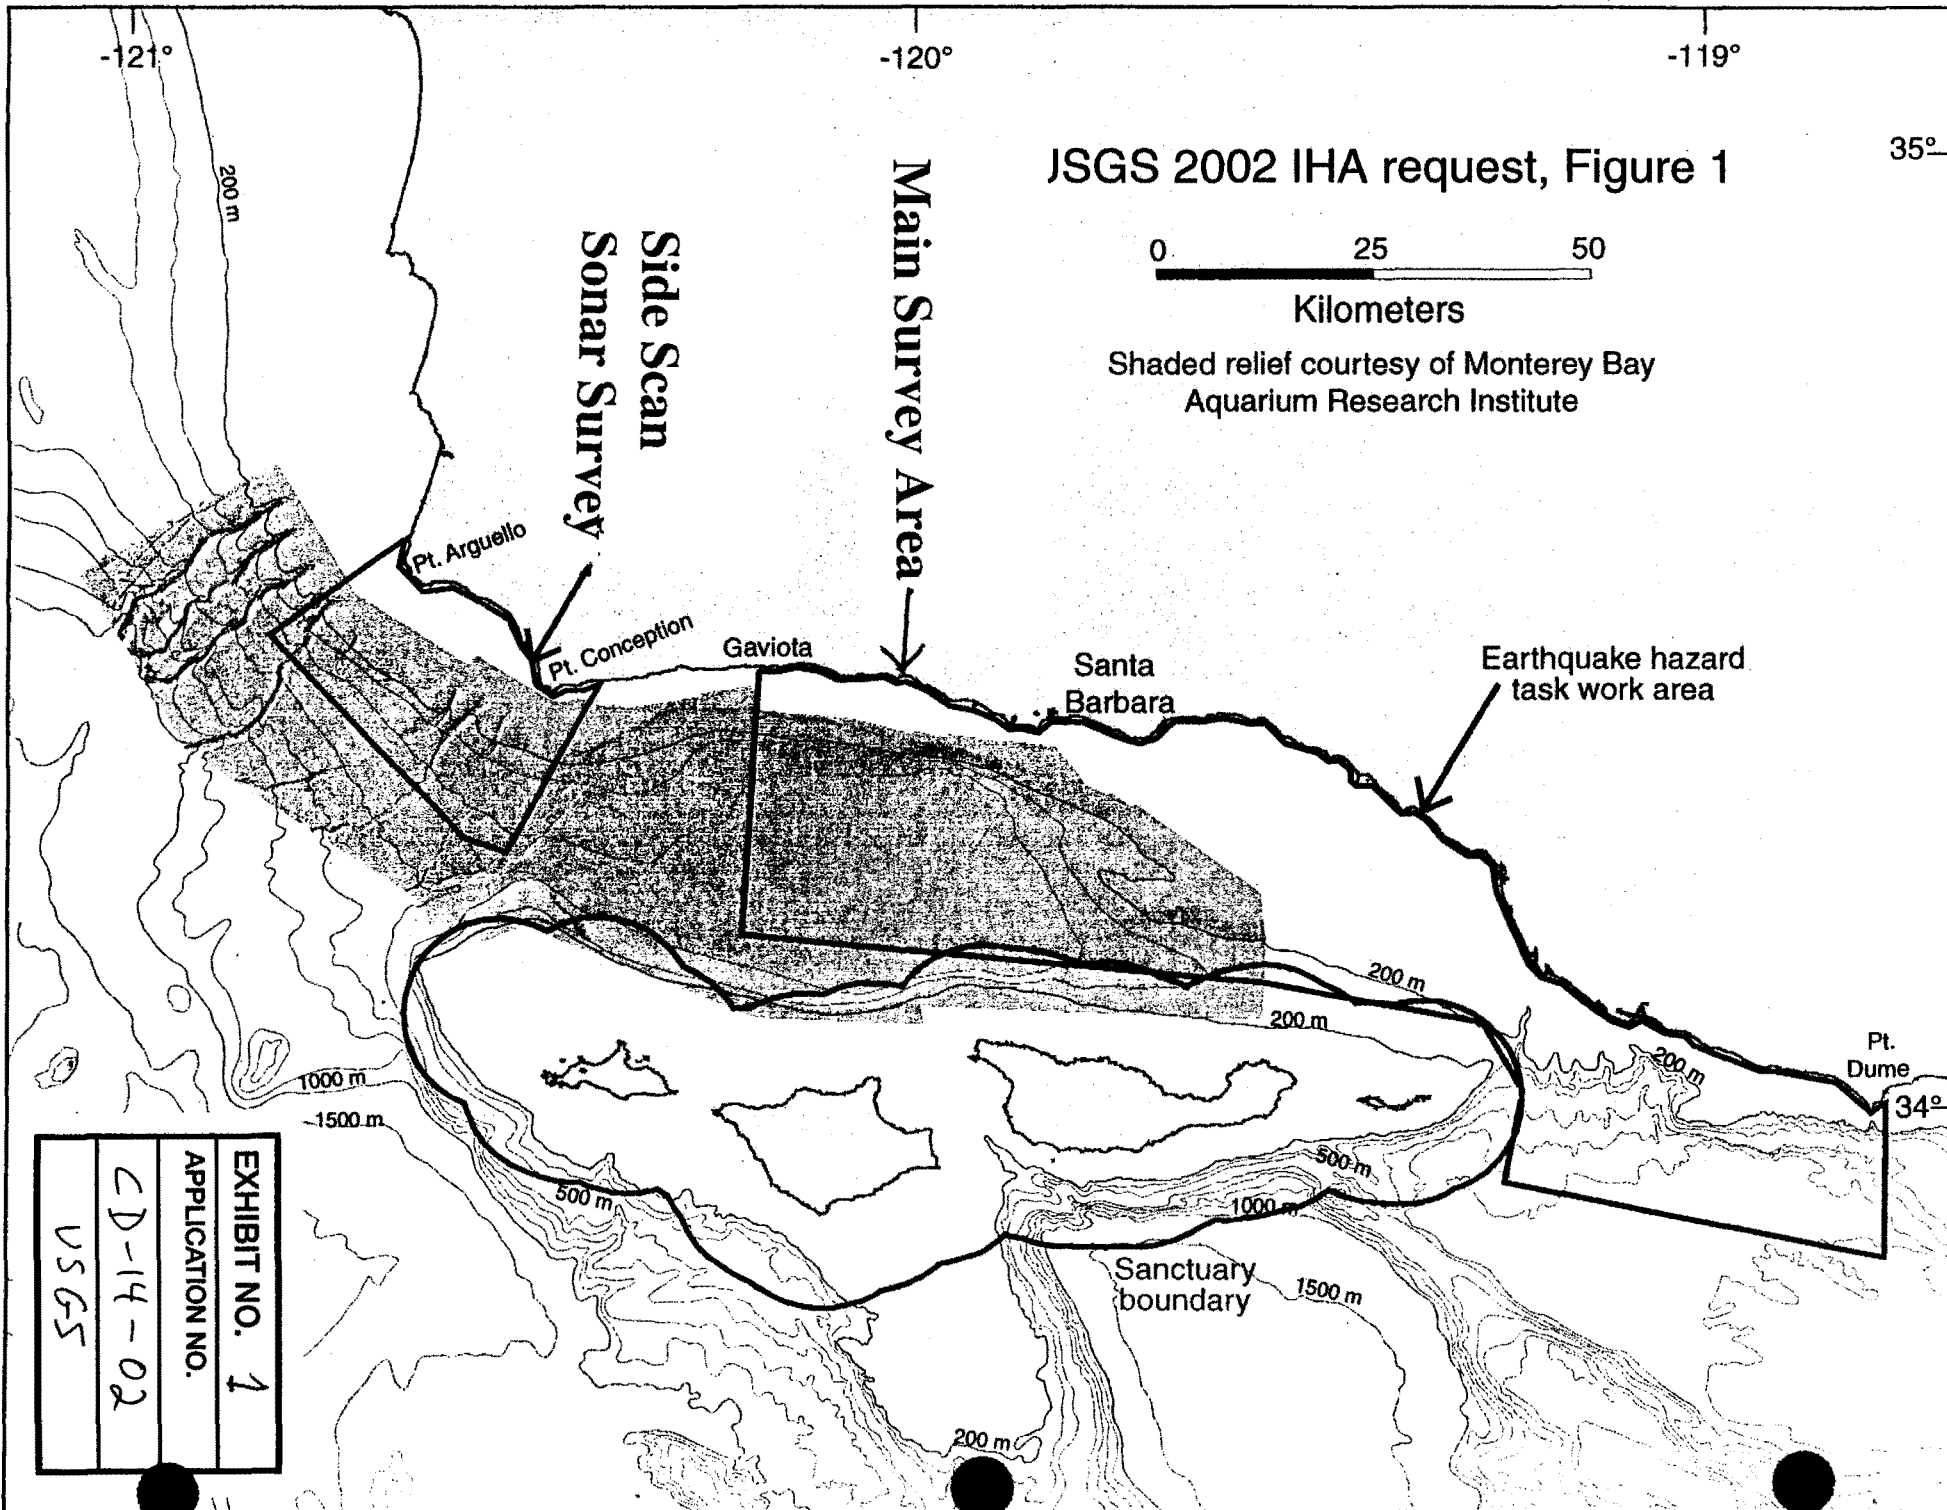 -121°
-120°
-119°
35°
JSGS 2002 IHA request, Figure 1
0 25 50
Kilometers
Shaded relief courtesy of Monterey Bay
Aquarium Research Institute
200 m
Side Scan
Sonar Survey
Main Survey Area
Pt. Arguello
Pt. Conception
Gaviota
Santa
Barbara
Earthquake hazard
task work area
200 m
200 m
200 m
Pt.
Dume
34°
1000 m
1500 m
500 m
500 m
1000 m
Sanctuary
boundary
1500 m
200 m
EXHIBIT NO. 1
APPLICATION NO.
CD-14-02
USGS